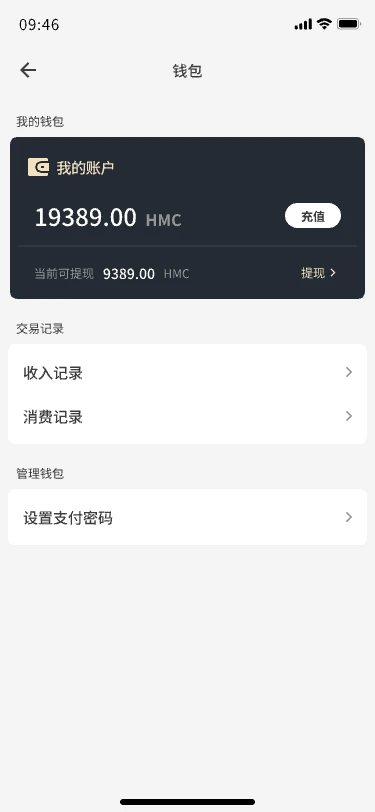 09:46
钱包
我的钱包
我的账户
19389.00 HMC
充值
当前可提现 9389.00 HMC
提现
交易记录
收入记录
消费记录
管理钱包
设置支付密码